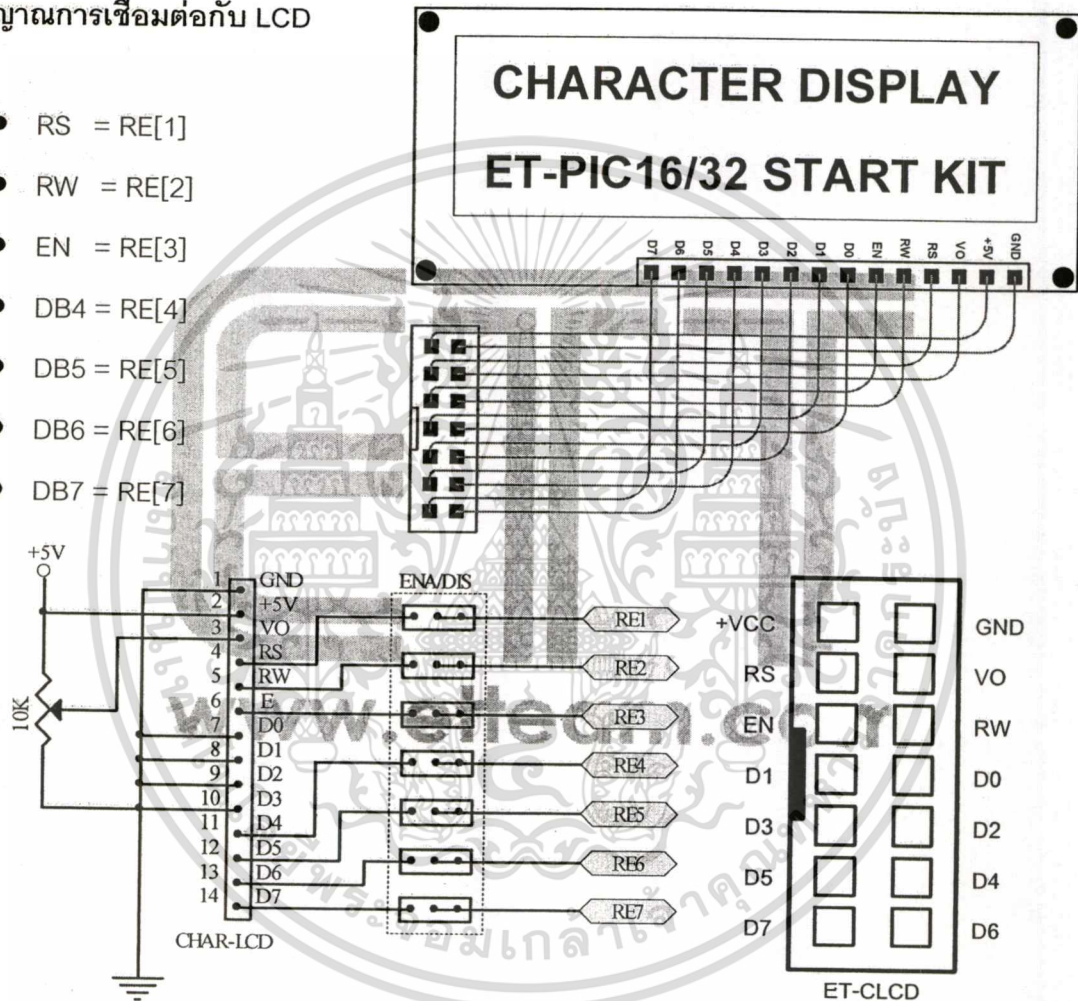 ญาณการเชื่อมต่อกับ LCD
• RS = RE[1]
• RW = RE[2]
• EN = RE[3]
• DB4 = RE[4]
• DB5 = RE[5]
• DB6 = RE[6]
• DB7 = RE[7]
CHARACTER DISPLAY
ET-PIC16/32 START KIT
D7 D6 D5 D4 D3 D2 D1 D0 EN RW RS VO +5V GND
+5V
10K
1 GND
2 +5V
3 VO
4 RS
5 RW
6 E
7 D0
8 D1
9 D2
10 D3
11 D4
12 D5
13 D6
14 D7
CHAR-LCD
ENA/DIS
RE1
RE2
RE3
RE4
RE5
RE6
RE7
+VCC GND
RS VO
EN RW
D1 D0
D3 D2
D5 D4
D7 D6
ET-CLCD